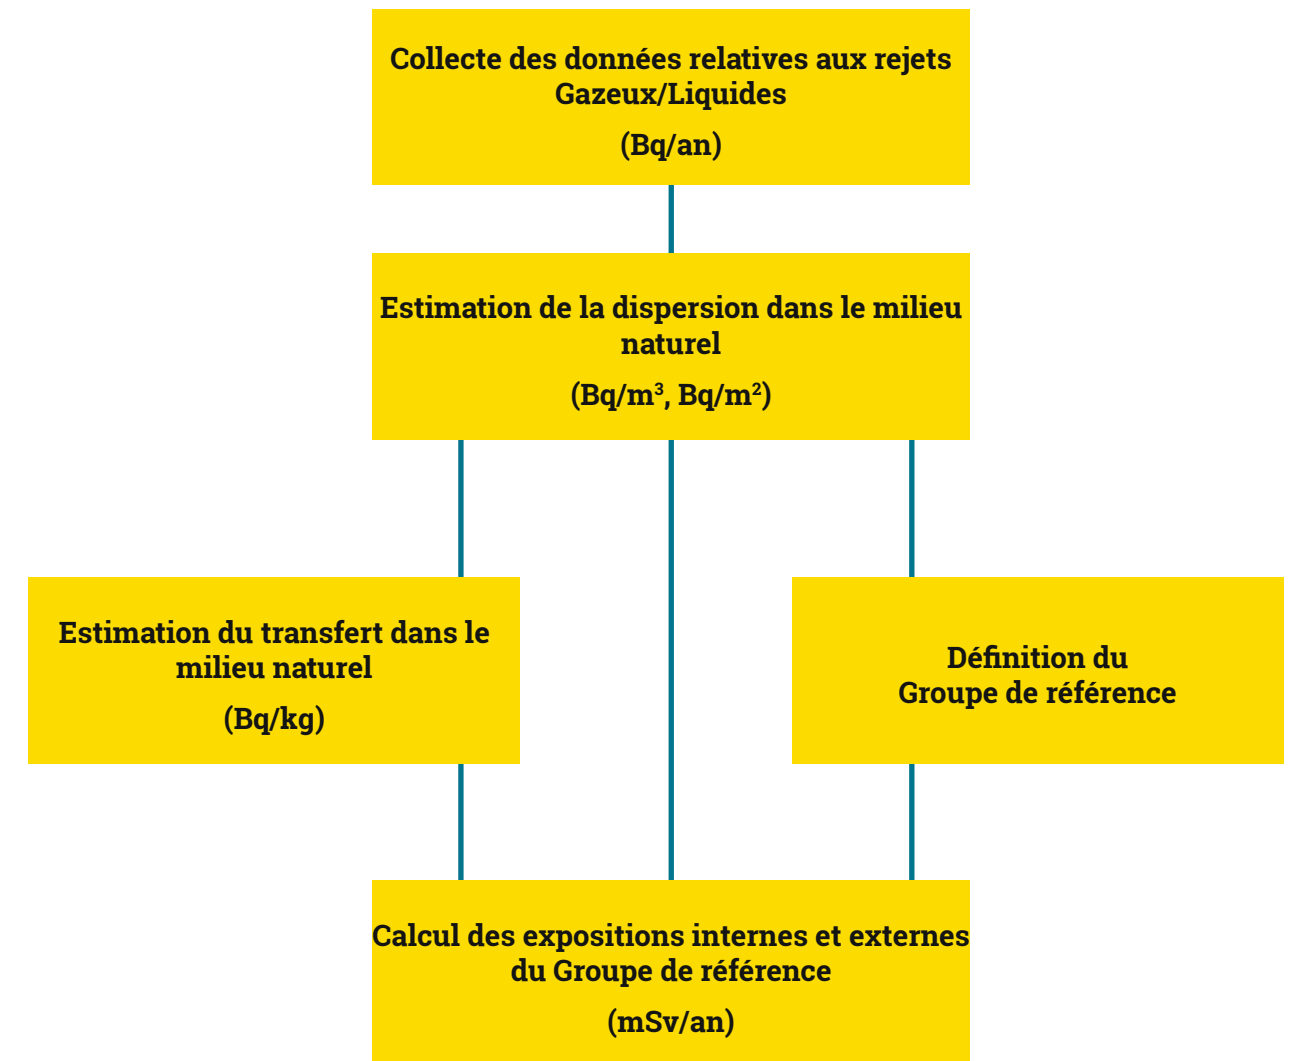 Collecte des données relatives aux rejets
Gazeux/Liquides
(Bq/an)
Estimation de la dispersion dans le milieu
naturel
(Bq/m³, Bq/m²)
Estimation du transfert dans le
milieu naturel
(Bq/kg)
Définition du
Groupe de référence
Calcul des expositions internes et externes
du Groupe de référence
(mSv/an)